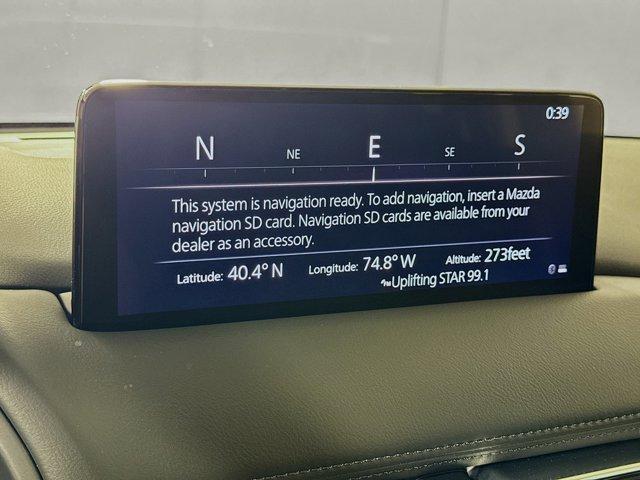 0:39
N NE E SE S
This system is navigation ready. To add navigation, insert a Mazda
navigation SD card. Navigation SD cards are available from your
dealer as an accessory.
Latitude: 40.4°N Longitude: 74.8°W Altitude: 273feet
Uplifting STAR 99.1